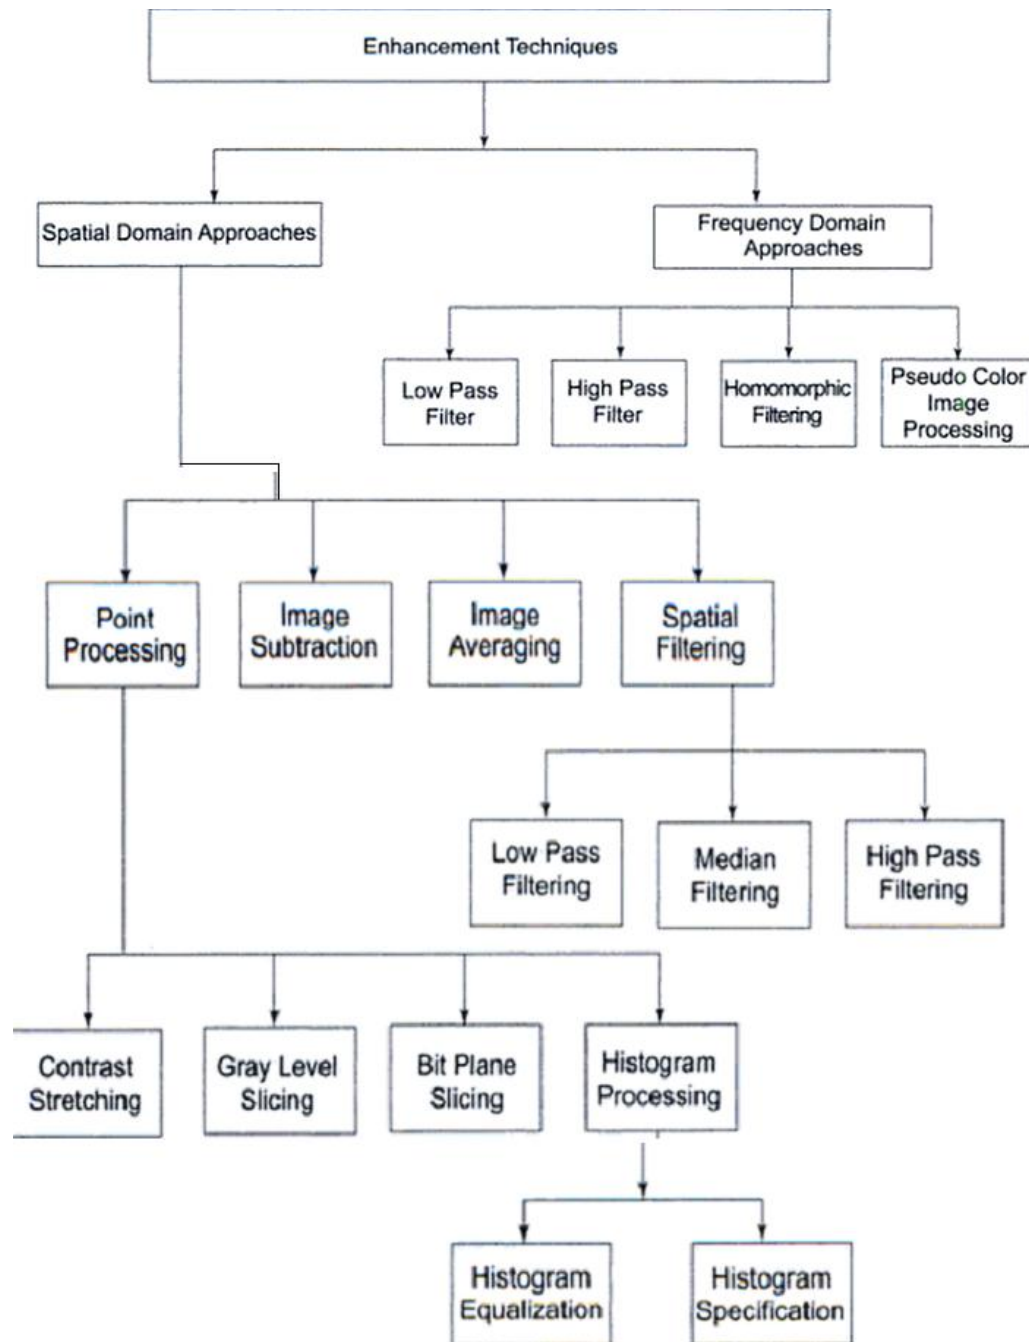 Enhancement Techniques
Spatial Domain Approaches
Frequency Domain
Approaches
Low Pass
Filter
High Pass
Filter
Homomorphic
Filtering
Pseudo Color
Image
Processing
Point
Processing
Image
Subtraction
Image
Averaging
Spatial
Filtering
Low Pass
Filtering
Median
Filtering
High Pass
Filtering
Contrast
Stretching
Gray Level
Slicing
Bit Plane
Slicing
Histogram
Processing
Histogram
Equalization
Histogram
Specification